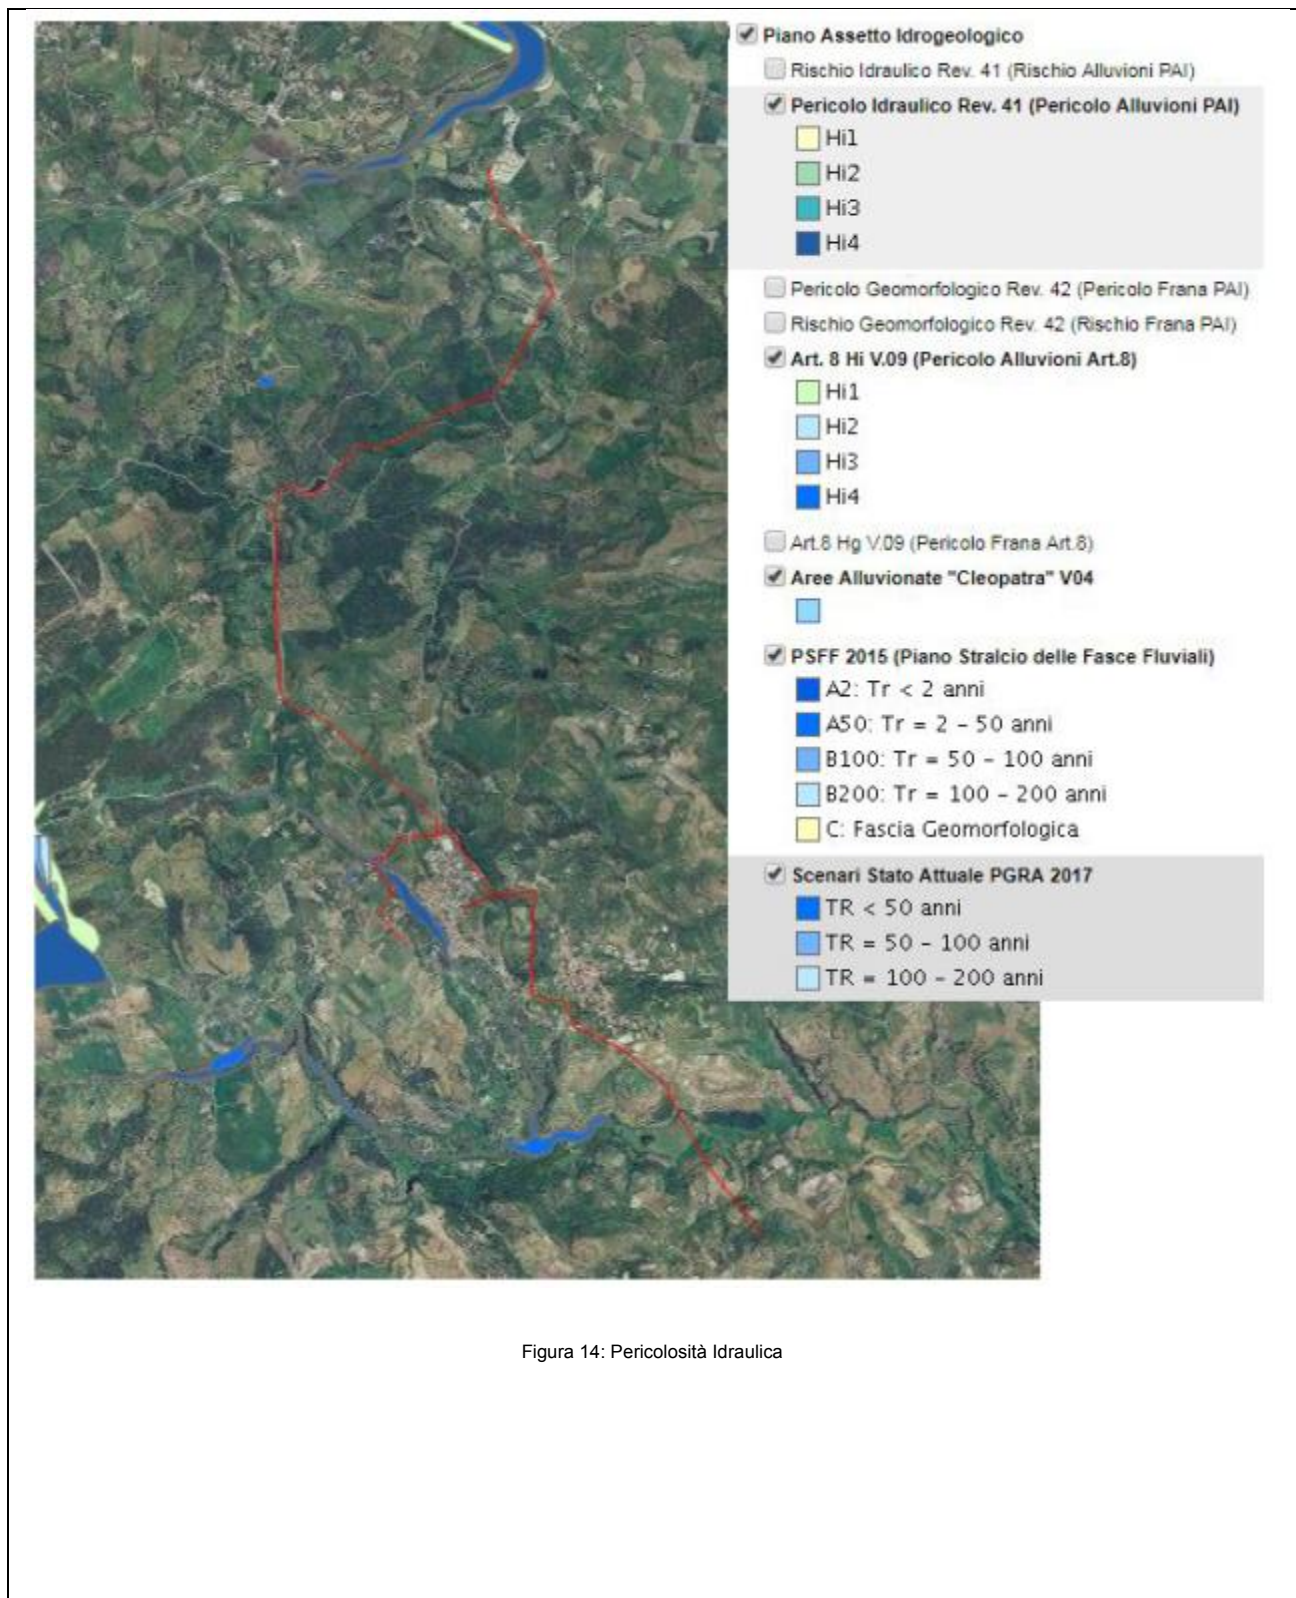 Piano Assetto Idrogeologico
Rischio Idraulico Rev. 41 (Rischio Alluvioni PAI)
Pericolo Idraulico Rev. 41 (Pericolo Alluvioni PAI)
Hi1
Hi2
Hi3
Hi4
Pericolo Geomorfologico Rev. 42 (Pericolo Frana PAI)
Rischio Geomorfologico Rev. 42 (Rischio Frana PAI)
Art. 8 Hi V.09 (Pericolo Alluvioni Art.8)
Hi1
Hi2
Hi3
Hi4
Art.8 Hg V.09 (Pericolo Frana Art.8)
Aree Alluvionate "Cleopatra" V04
PSFF 2015 (Piano Stralcio delle Fasce Fluviali)
A2: Tr < 2 anni
A50: Tr = 2 - 50 anni
B100: Tr = 50 - 100 anni
B200: Tr = 100 - 200 anni
C: Fascia Geomorfologica
Scenari Stato Attuale PGRA 2017
TR < 50 anni
TR = 50 - 100 anni
TR = 100 - 200 anni
Figura 14: Pericolosità Idraulica